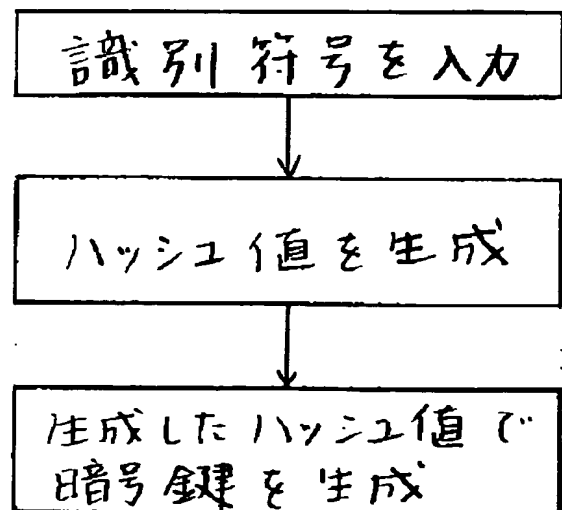 識別符号を入力
ハッシュ値を生成
生成したハッシュ値で
暗号鍵を生成